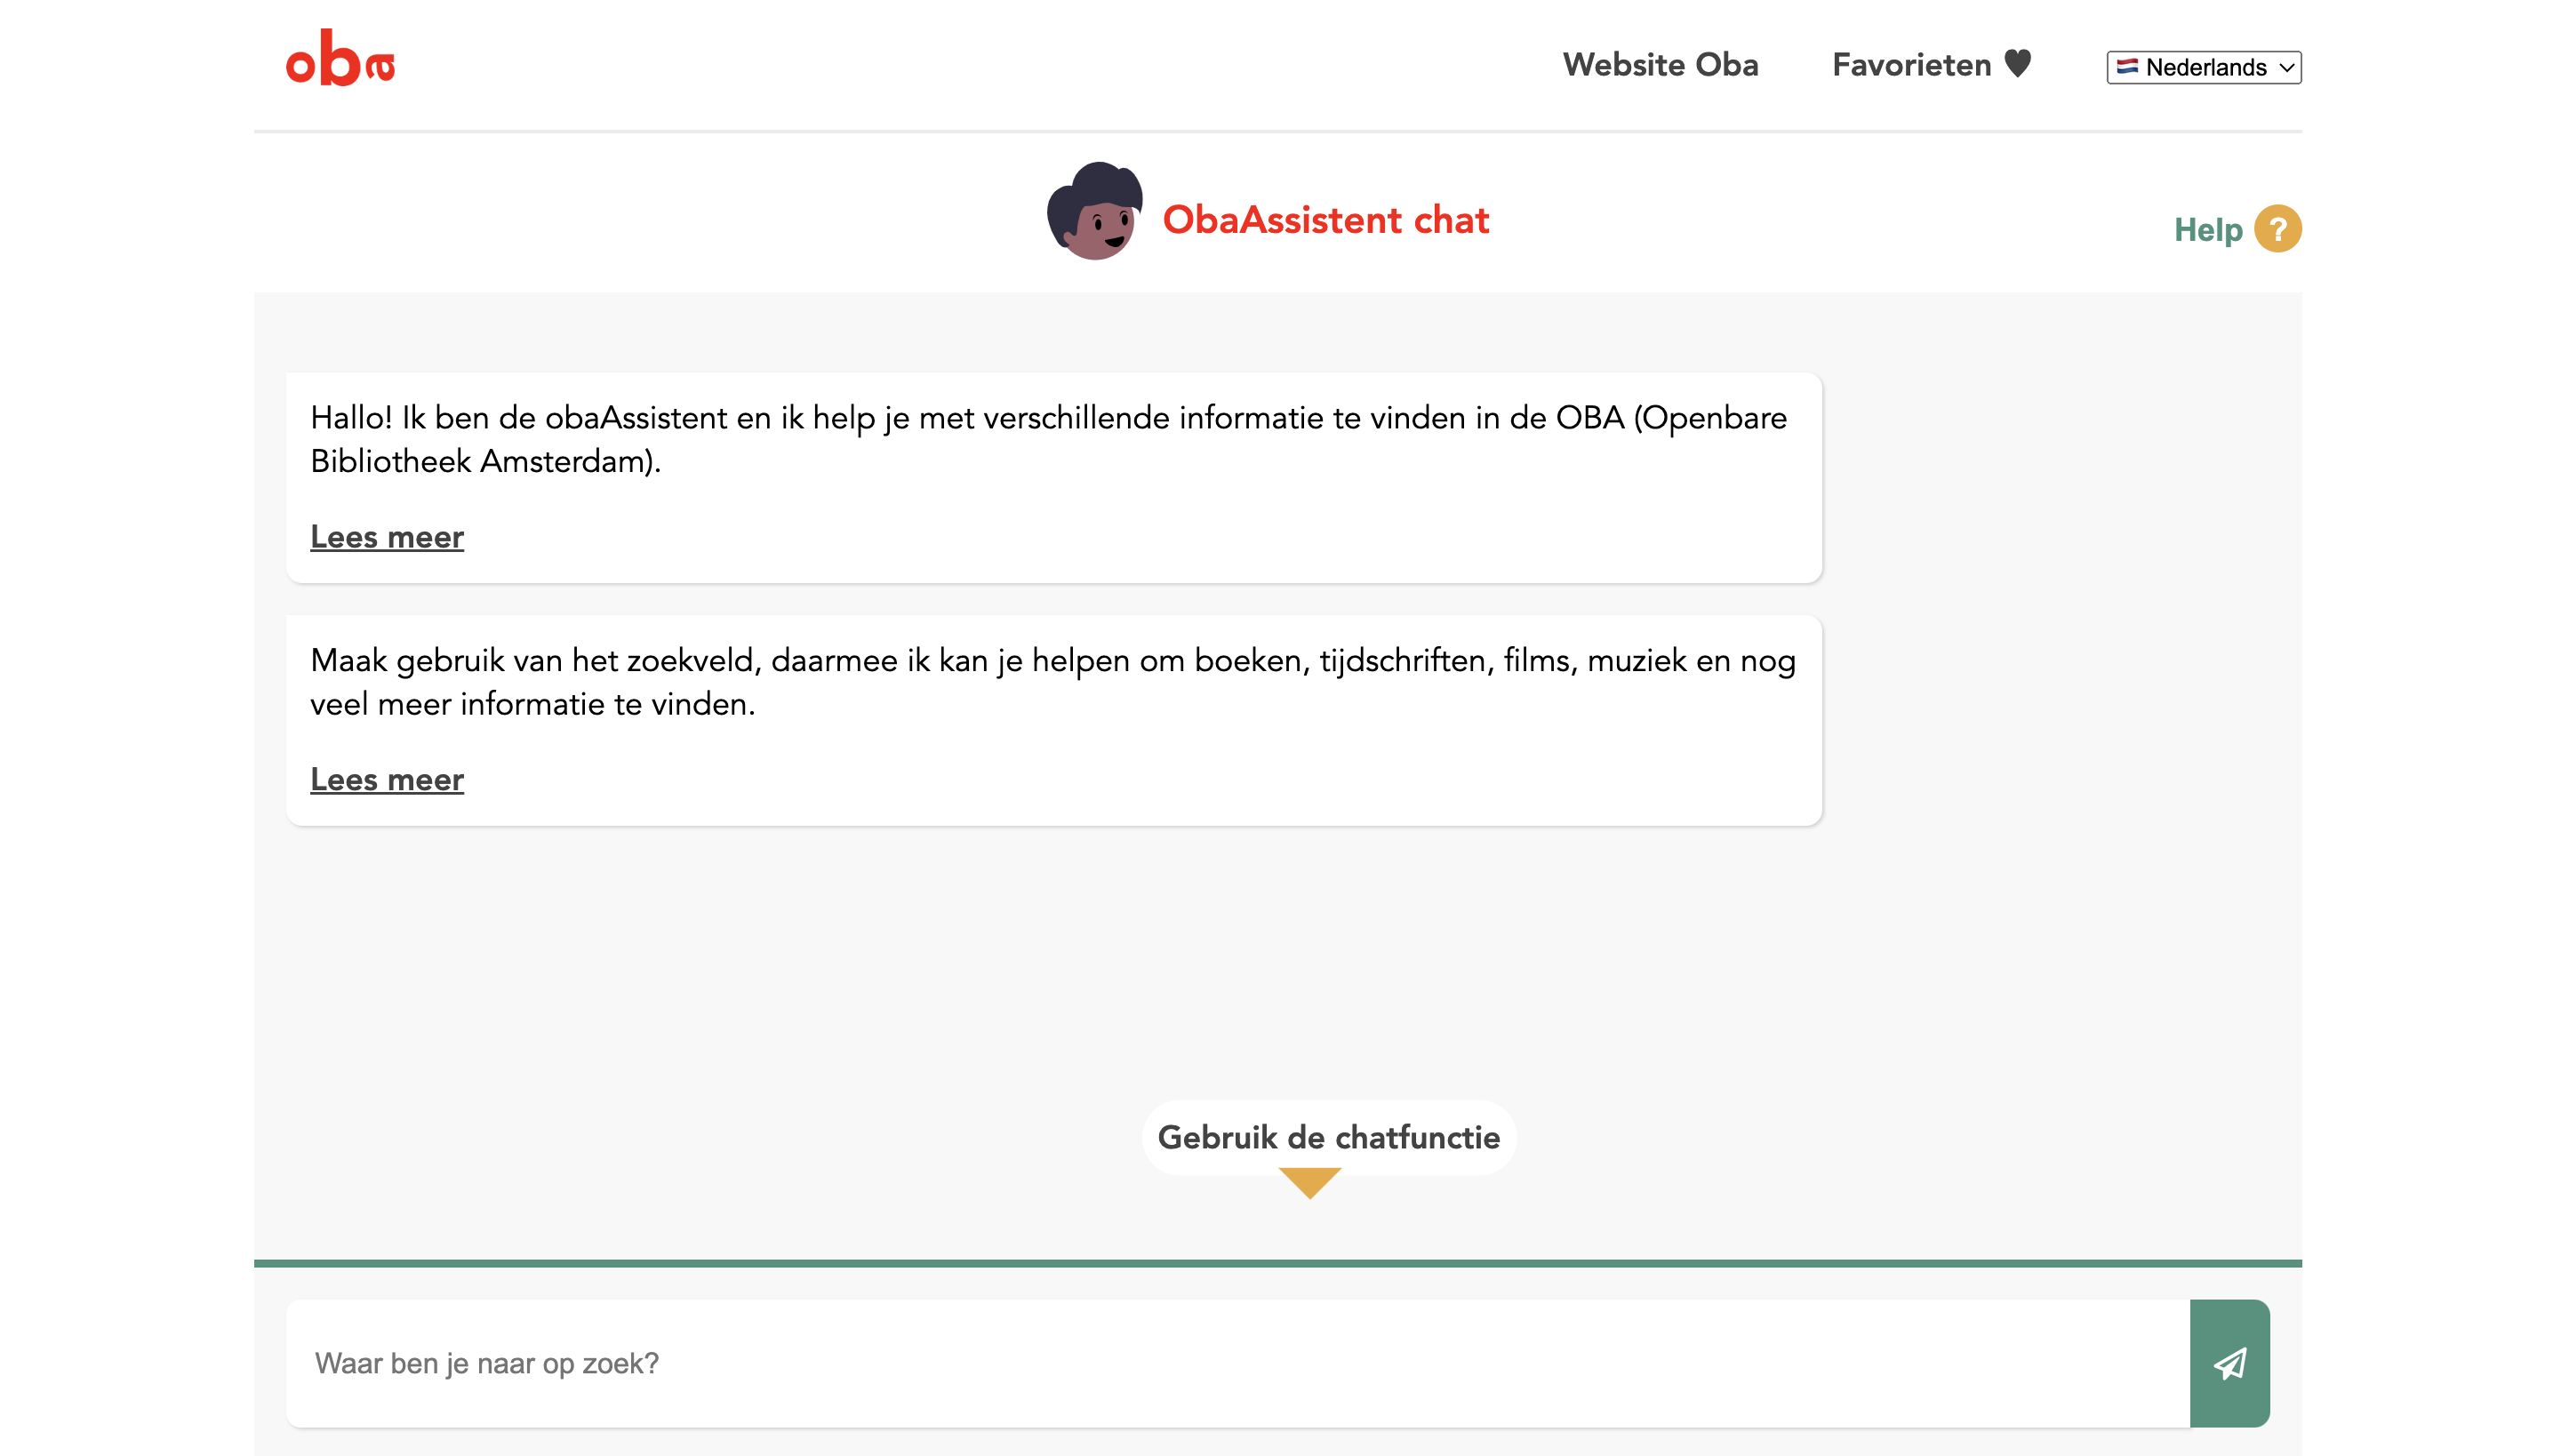 oba
Website Oba
Favorieten
Nederlands
ObaAssistent chat
Help ?
Hallo! Ik ben de obaAssistent en ik help je met verschillende informatie te vinden in de OBA (Openbare
Bibliotheek Amsterdam).
Lees meer
Maak gebruik van het zoekveld, daarmee ik kan je helpen om boeken, tijdschriften, films, muziek en nog
veel meer informatie te vinden.
Lees meer
Gebruik de chatfunctie
Waar ben je naar op zoek?